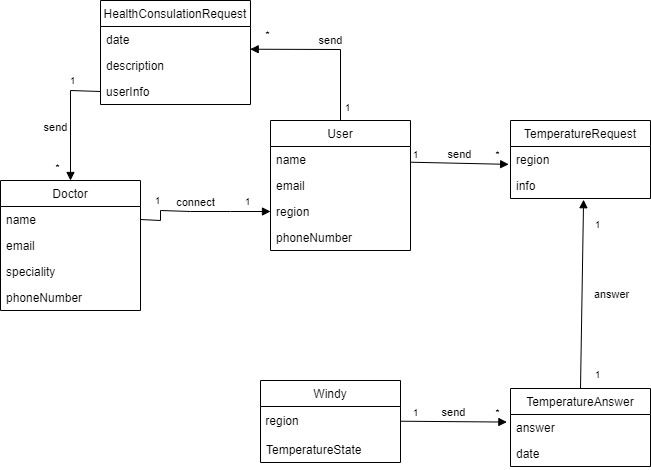 HealthConsulationRequest
date
description
userInfo
*
send
1
1
send
*
User
name
email
region
phoneNumber
1
send
*
TemperatureRequest
region
info
Doctor
name
email
speciality
phoneNumber
1
connect
1
1
answer
1
Windy
region
TemperatureState
1
send
*
TemperatureAnswer
answer
date